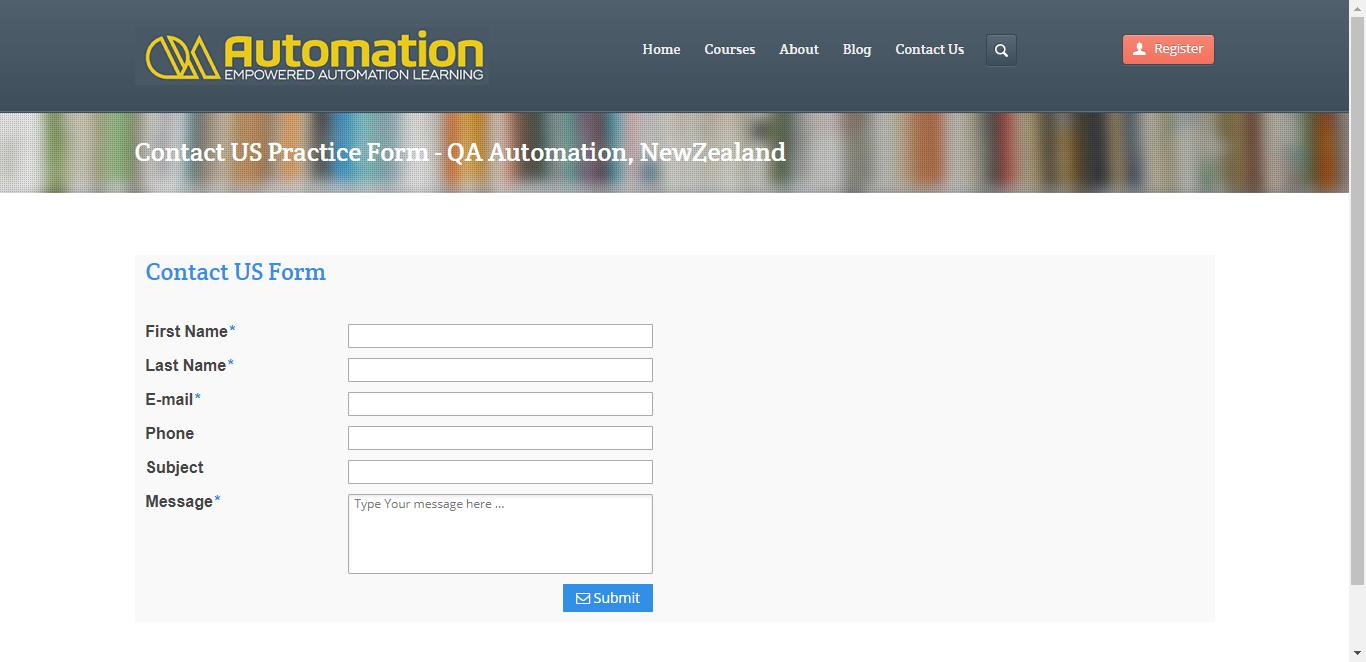 QA Automation
EMPOWERED AUTOMATION LEARNING
Home Courses About Blog Contact Us Register
Contact US Practice Form - QA Automation, NewZealand
Contact US Form
First Name*
Last Name*
E-mail*
Phone
Subject
Message* Type Your message here ...
Submit